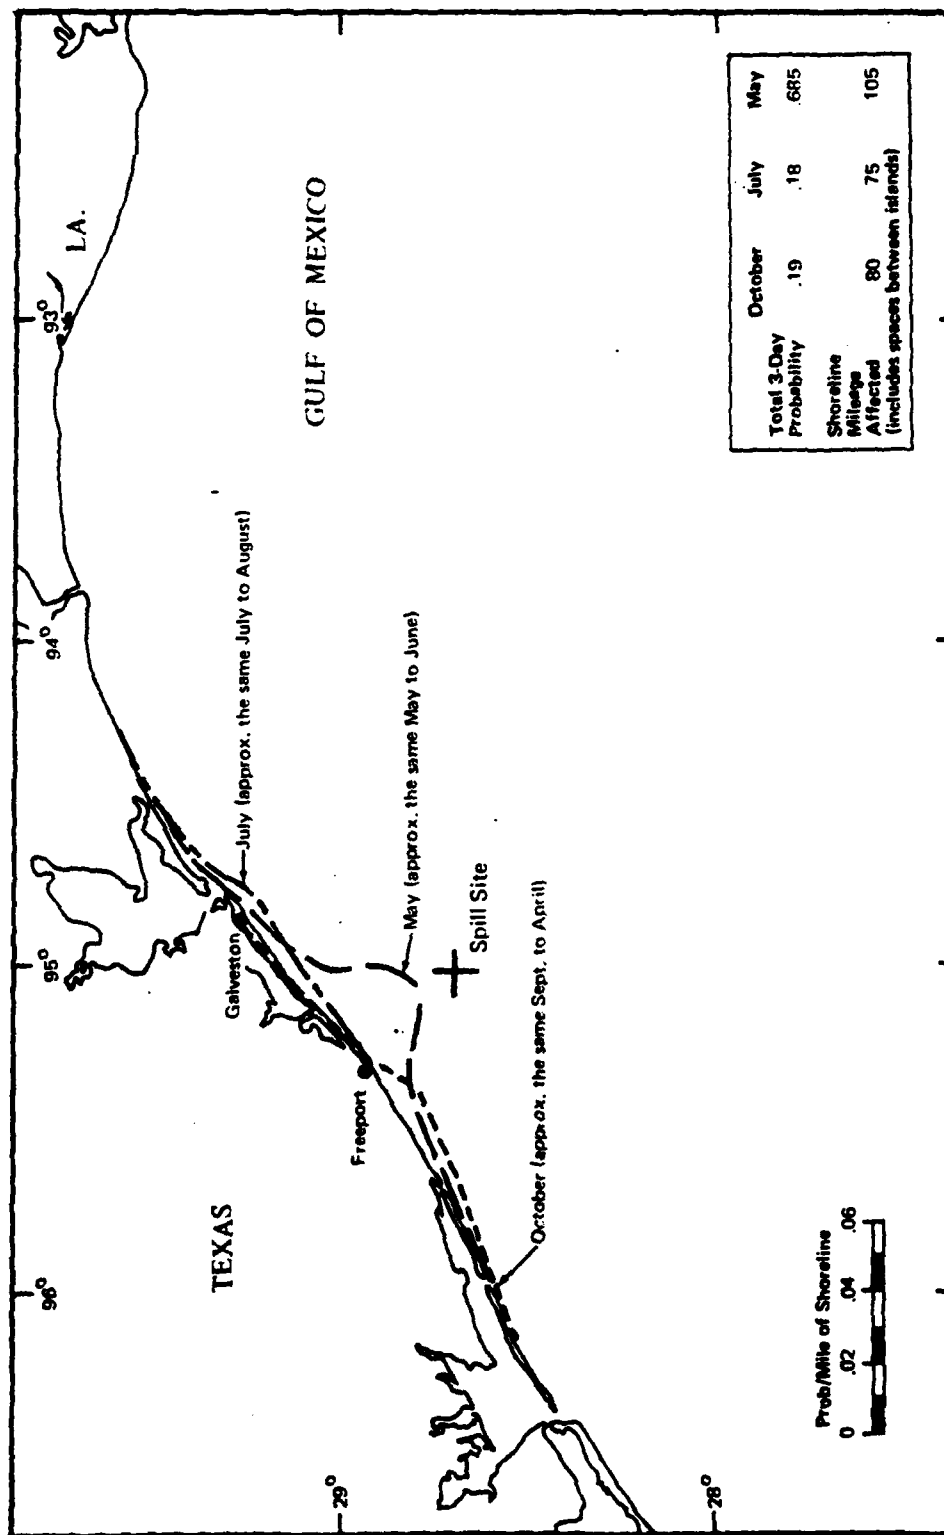 96°
95°
94°
93°
LA.
TEXAS
Galveston
Freeport
GULF OF MEXICO
July (approx. the same July to August)
May (approx. the same May to June)
Spill Site
October (approx. the same Sept. to April)
29°
28°
Prob/Mile of Shoreline
0 .02 .04 .06
October July May
Total 3-Day
Probability .19 .18 .685
Shoreline
Mileage
Affected 80 75 105
(includes spaces between islands)